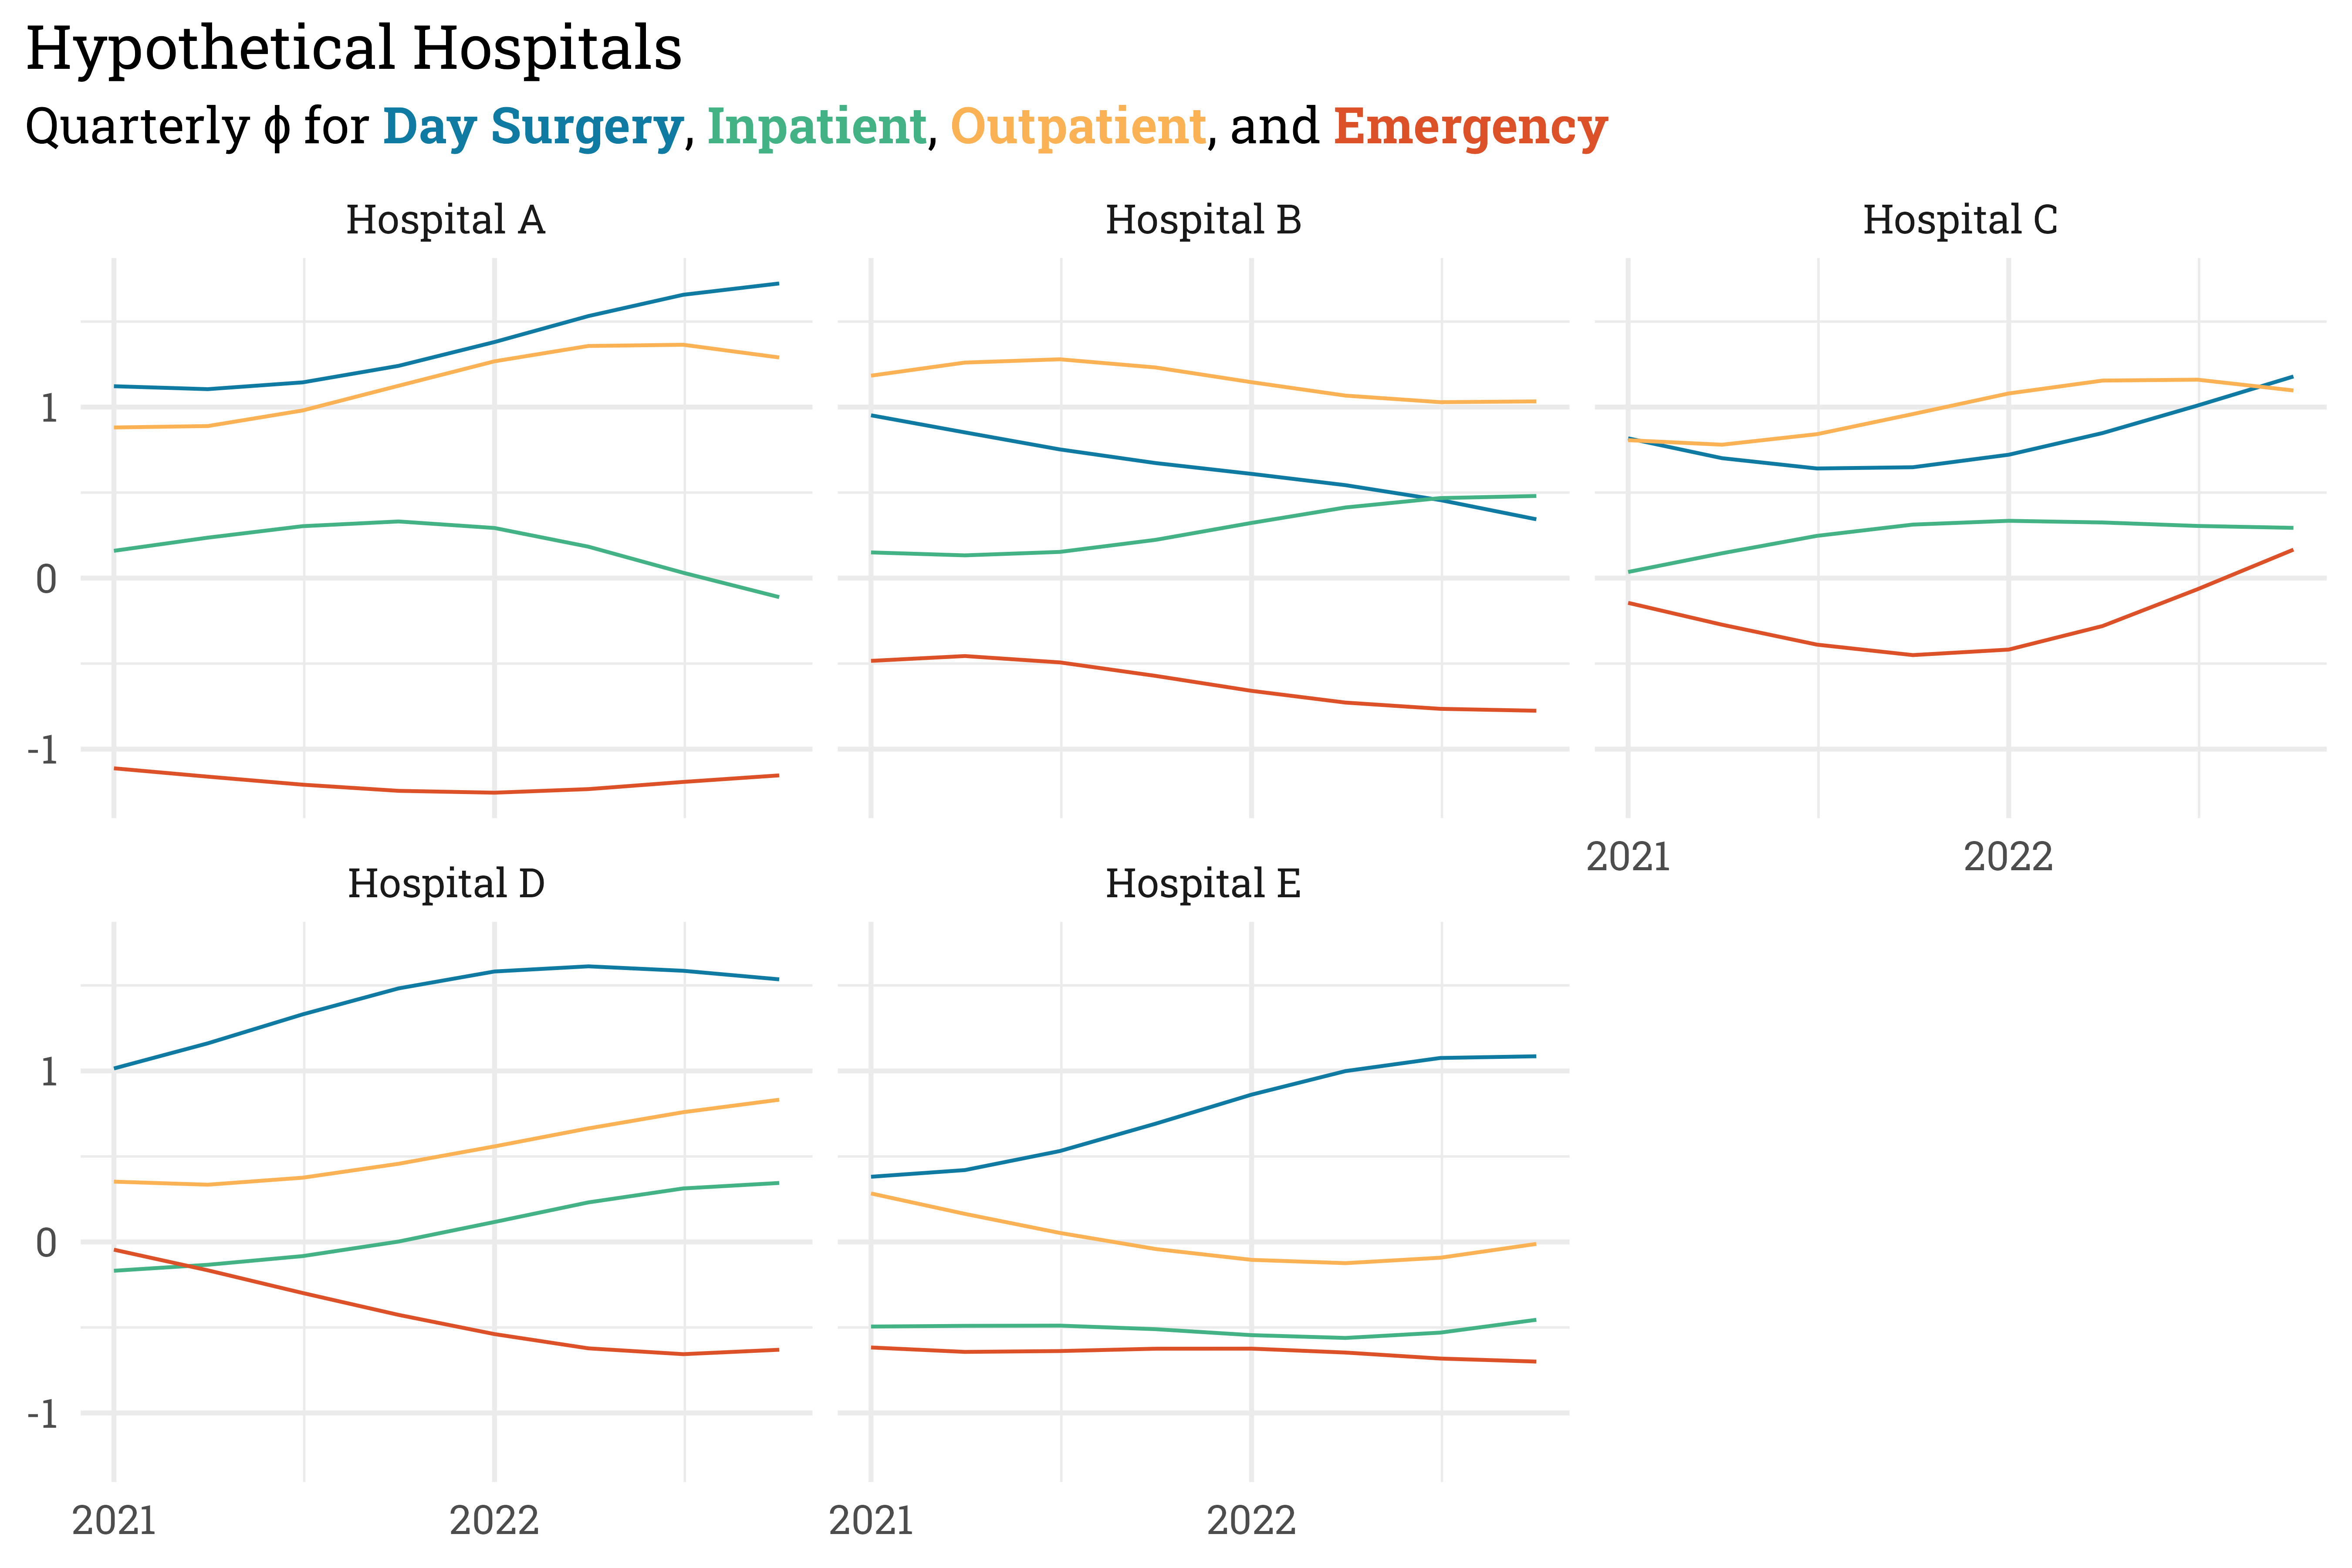 Hypothetical Hospitals
Quarterly ϕ for Day Surgery, Inpatient, Outpatient, and Emergency
Hospital A
Hospital B
Hospital C
1
0
-1
2021 2022
Hospital D
Hospital E
1
0
-1
2021 2022
2021 2022